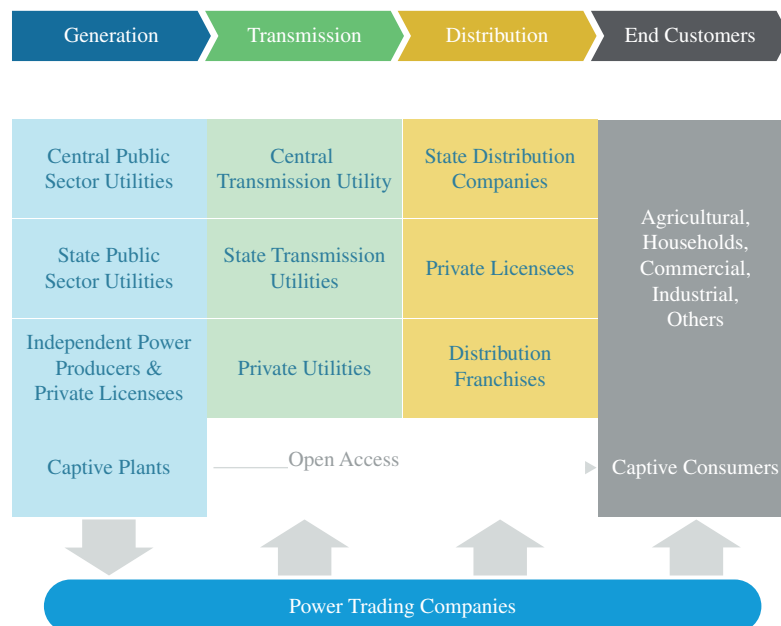 Generation
Transmission
Distribution
End Customers
Central Public
Sector Utilities
Central
Transmission Utility
State Distribution
Companies
State Public
Sector Utilities
State Transmission
Utilities
Private Licensees
Agricultural,
Households,
Commercial,
Industrial,
Others
Independent Power
Producers &
Private Licensees
Private Utilities
Distribution
Franchises
Captive Plants
Open Access
Captive Consumers
Power Trading Companies